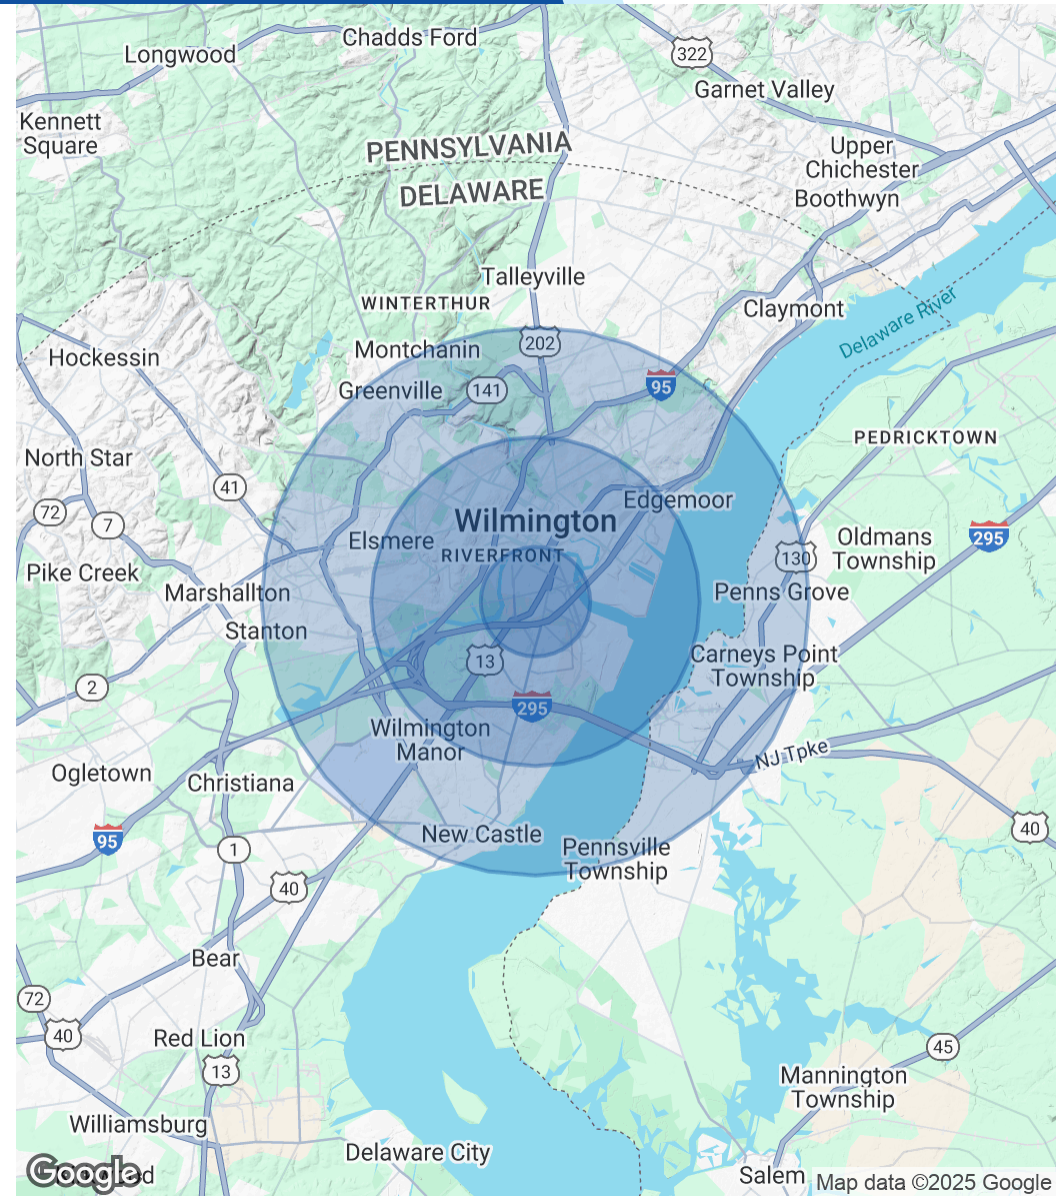 Chadds Ford
Longwood
322
Garnet Valley
Kennett
Square
PENNSYLVANIA
Upper
Chichester
DELAWARE
Boothwyn
Talleyville
WINTERTHUR
Claymont
Delaware River
Hockessin
Montchanin
202
Greenville
141
95
PEDRICKTOWN
North Star
41
Edgemoor
72
7
Wilmington
Elsmere
RIVERFRONT
Oldmans
Township
295
130
Pike Creek
Marshallton
Penns Grove
Stanton
13
Carneys Point
Township
2
295
Wilmington
Manor
NJ Tpke
Ogletown
Christiana
95
New Castle
Pennsville
Township
40
1
40
Bear
72
40
Red Lion
13
45
Mannington
Township
Williamsburg
Delaware City
Google
Salem
Map data ©2025 Google